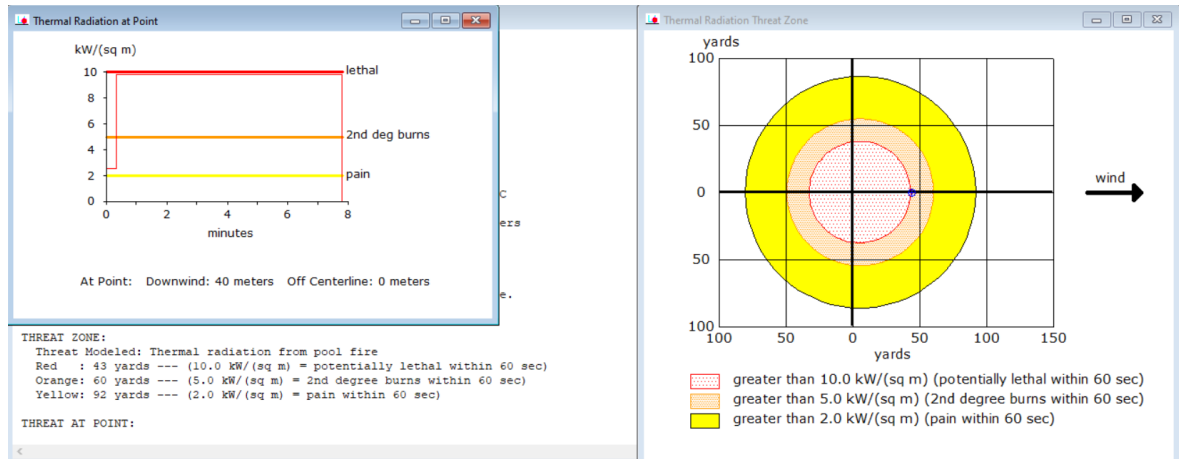 Thermal Radiation at Point
kW/(sq m)
10
8
6
4
2
0
lethal
2nd deg burns
pain
0 2 4 6 8
minutes
At Point: Downwind: 40 meters Off Centerline: 0 meters
C
ers
e.
THREAT ZONE:
Threat Modeled: Thermal radiation from pool fire
Red : 43 yards --- (10.0 kW/(sq m) = potentially lethal within 60 sec)
Orange: 60 yards --- (5.0 kW/(sq m) = 2nd degree burns within 60 sec)
Yellow: 92 yards --- (2.0 kW/(sq m) = pain within 60 sec)
THREAT AT POINT:
Thermal Radiation Threat Zone
yards
100
50
0
50
100
100 50 0 50 100 150
yards
wind
greater than 10.0 kW/(sq m) (potentially lethal within 60 sec)
greater than 5.0 kW/(sq m) (2nd degree burns within 60 sec)
greater than 2.0 kW/(sq m) (pain within 60 sec)